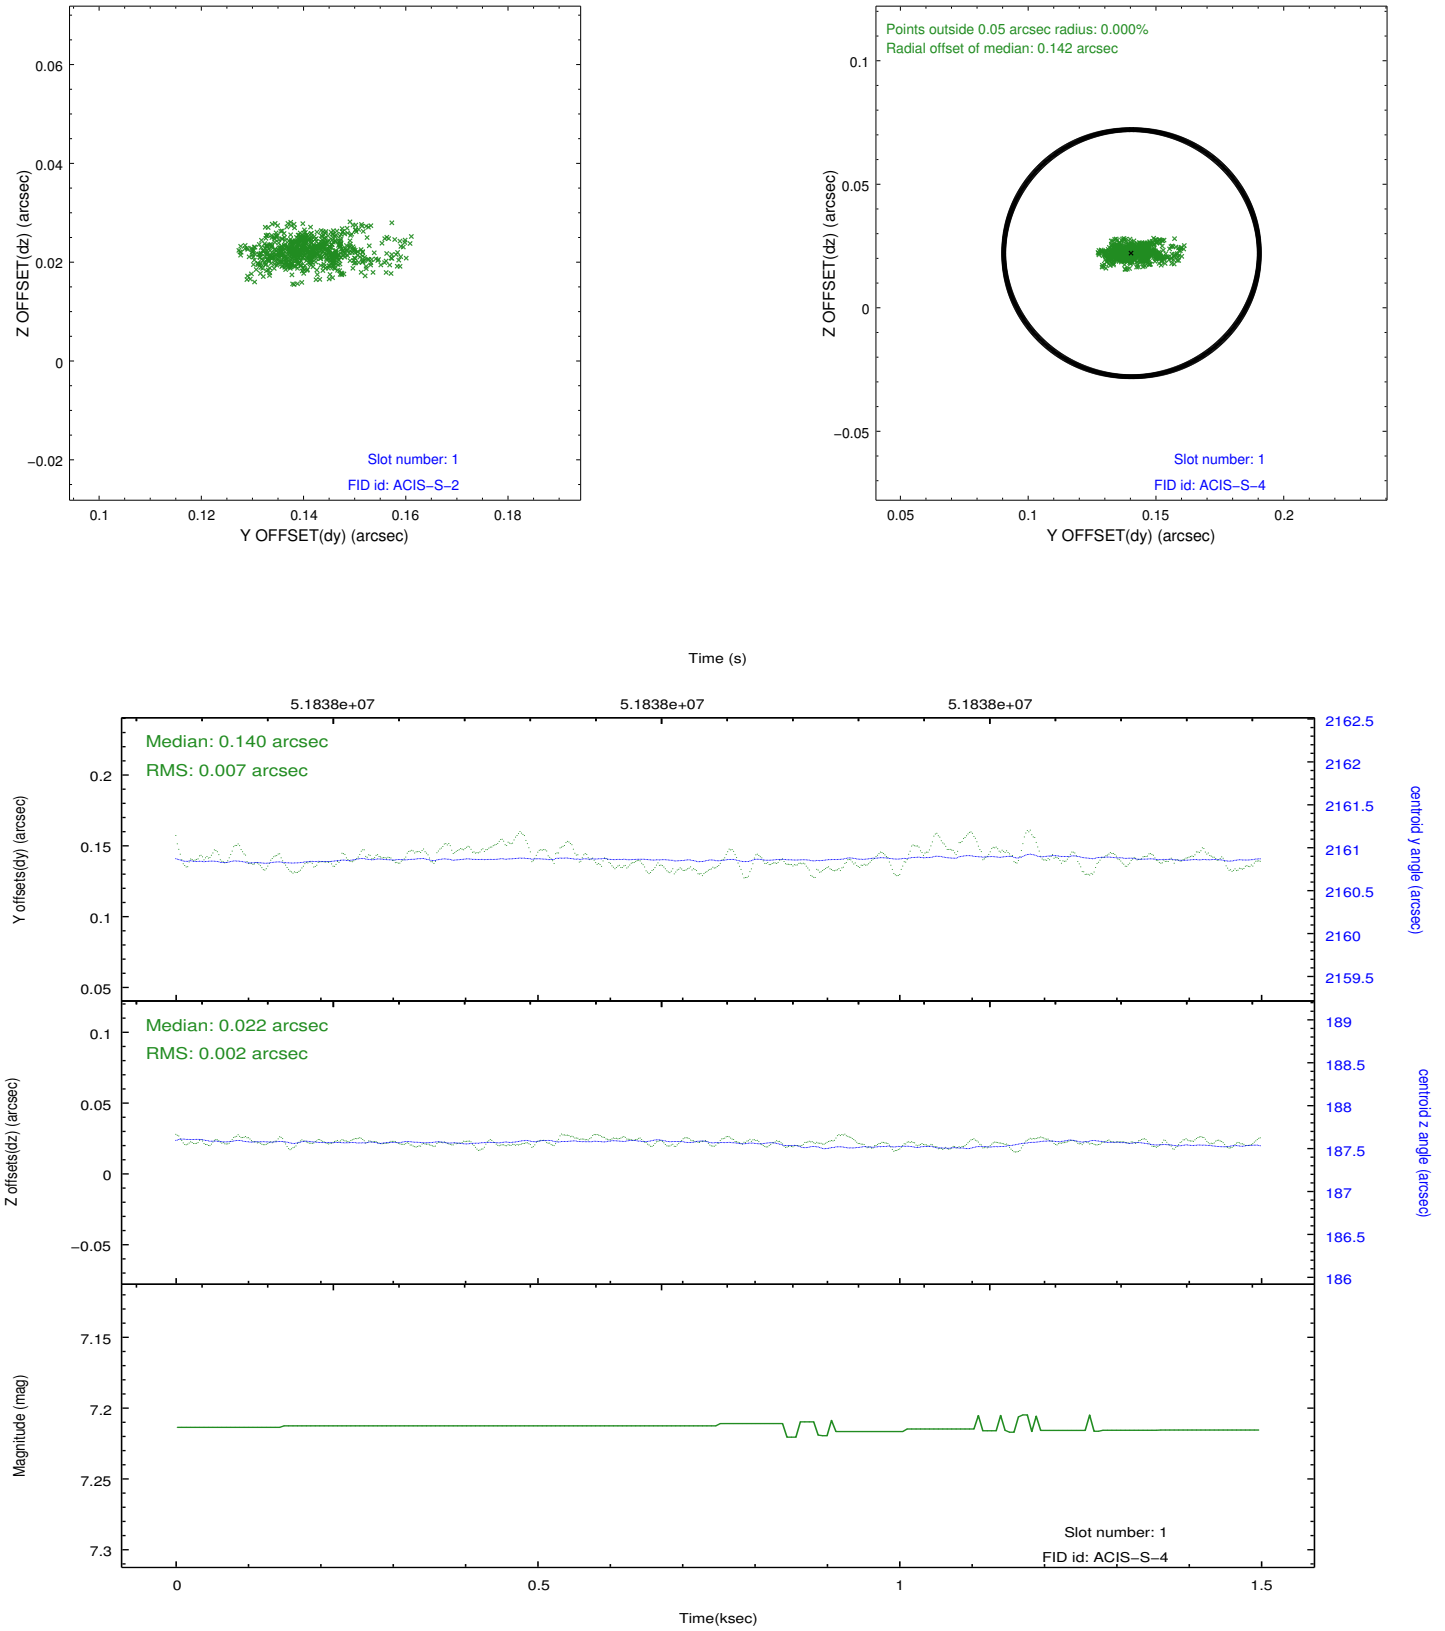 0.06
0.04
0.02
0
−0.02
Z OFFSET(dz) (arcsec)
Slot number: 1
FID id: ACIS−S−2
0.1 0.12 0.14 0.16 0.18
Y OFFSET(dy) (arcsec)
Points outside 0.05 arcsec radius: 0.000%
Radial offset of median: 0.142 arcsec
0.1
0.05
0
−0.05
Z OFFSET(dz) (arcsec)
Slot number: 1
FID id: ACIS−S−4
0.05 0.1 0.15 0.2
Y OFFSET(dy) (arcsec)
Time (s)
5.1838e+07 5.1838e+07 5.1838e+07
Median: 0.140 arcsec
RMS: 0.007 arcsec
0.2
0.15
0.1
0.05
Y offsets(dy) (arcsec)
2162.5
2162
2161.5
2161
2160.5
2160
2159.5
centroid y angle (arcsec)
Median: 0.022 arcsec
RMS: 0.002 arcsec
0.1
0.05
0
−0.05
Z offsets(dz) (arcsec)
189
188.5
188
187.5
187
186.5
186
centroid z angle (arcsec)
7.15
7.2
7.25
7.3
Magnitude (mag)
Slot number: 1
FID id: ACIS−S−4
0 0.5 1 1.5
Time(ksec)